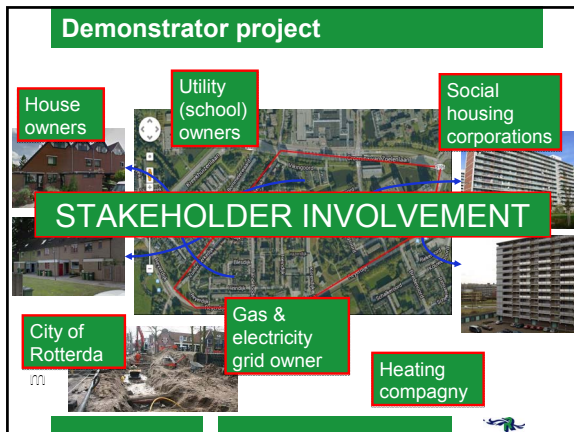 Demonstrator project
House
owners
Utility
(school)
owners
Social
housing
corporations
STAKEHOLDER INVOLVEMENT
City of
Rotterda
m
Gas &
electricity
grid owner
Heating
compagny